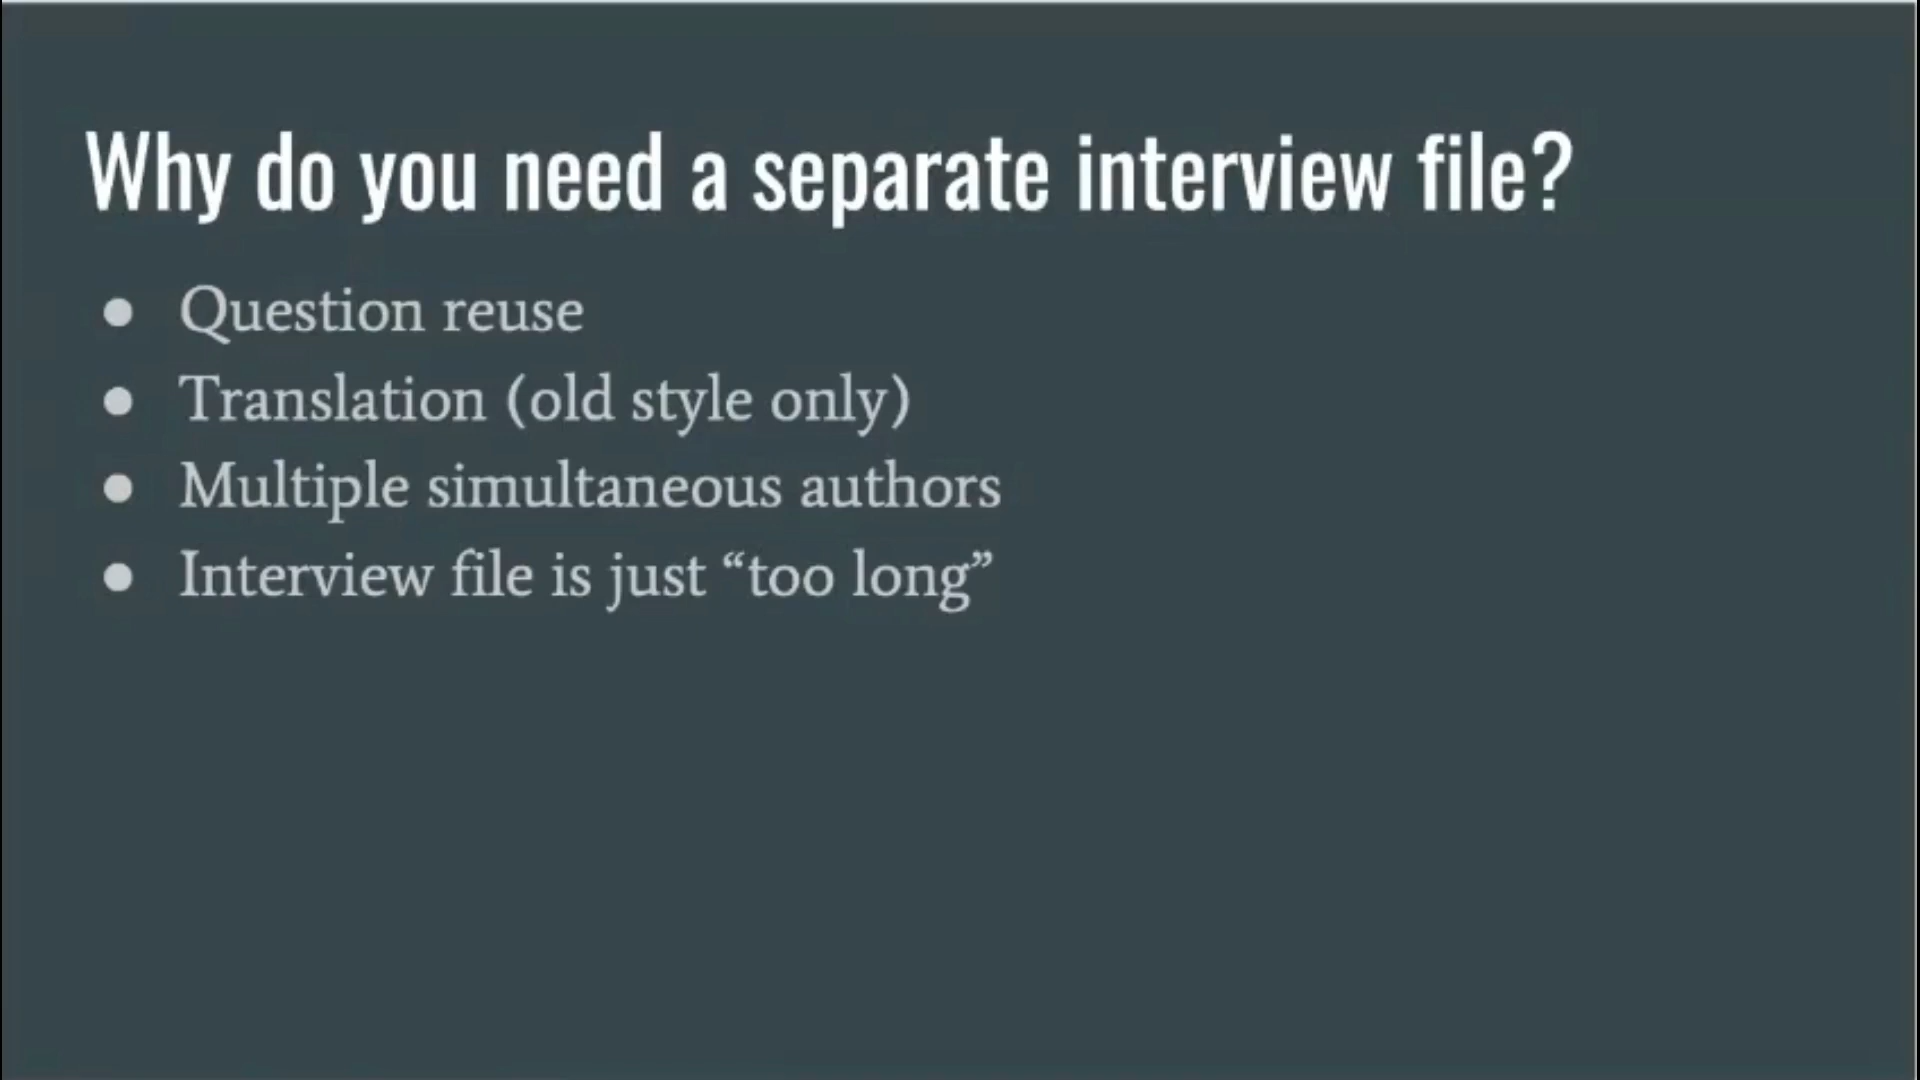 Why do you need a separate interview file?
● Question reuse
● Translation (old style only)
● Multiple simultaneous authors
● Interview file is just “too long”